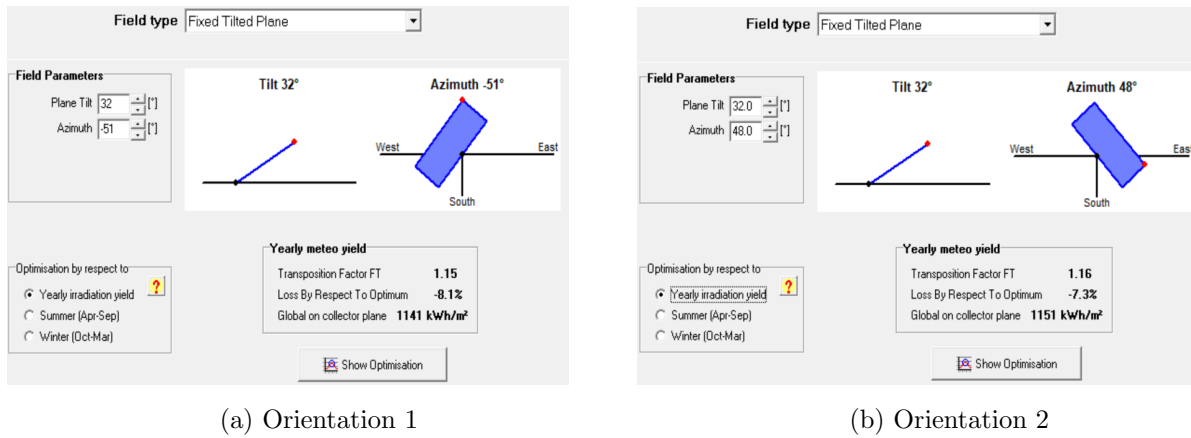 Field type Fixed Tilted Plane
Field Parameters
Plane Tilt 32 [°]
Azimuth -51 [°]
Tilt 32°
Azimuth -51°
West
East
South
Optimisation by respect to
Yearly irradiation yield
Summer (Apr-Sep)
Winter (Oct-Mar)
?
Yearly meteo yield
Transposition Factor FT 1.15
Loss By Respect To Optimum -8.1%
Global on collector plane 1141 kWh/m²
Show Optimisation
(a) Orientation 1
Field type Fixed Tilted Plane
Field Parameters
Plane Tilt 32.0 [°]
Azimuth 48.0 [°]
Tilt 32°
Azimuth 48°
West
East
South
Optimisation by respect to
Yearly irradiation yield
Summer (Apr-Sep)
Winter (Oct-Mar)
?
Yearly meteo yield
Transposition Factor FT 1.16
Loss By Respect To Optimum -7.3%
Global on collector plane 1151 kWh/m²
Show Optimisation
(b) Orientation 2